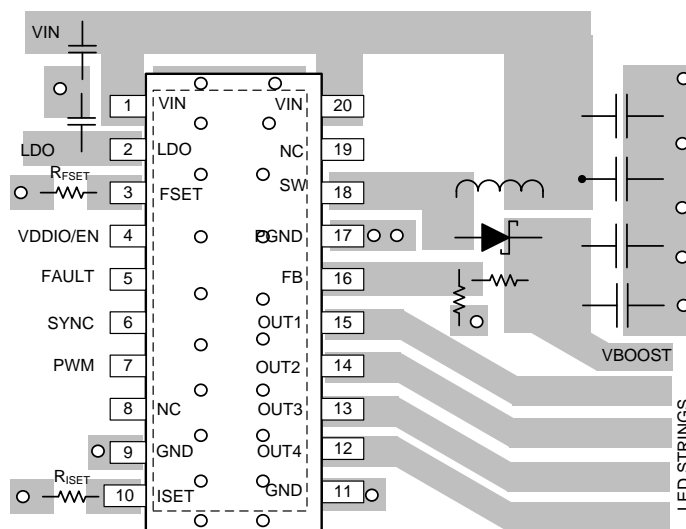 VIN
1 VIN VIN 20
LDO 2 LDO NC 19
RFSET
3 FSET SW 18
VDDIO/EN 4 PGND 17
FAULT 5 FB 16
SYNC 6 OUT1 15
PWM 7 OUT2 14
VBOOST
8 NC OUT3 13
9 GND OUT4 12
RISET
10 ISET GND 11
LED STRINGS